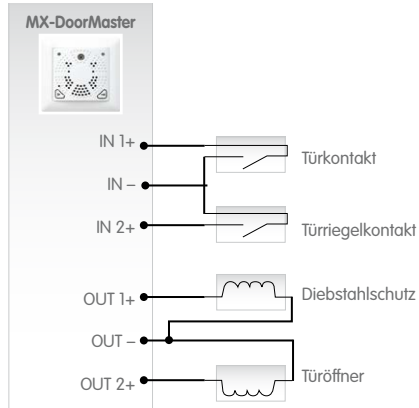 MX-DoorMaster
IN 1+
Türkontakt
IN –
IN 2+
Türriegelkontakt
OUT 1+
Diebstahlschutz
OUT –
OUT 2+
Türöffner